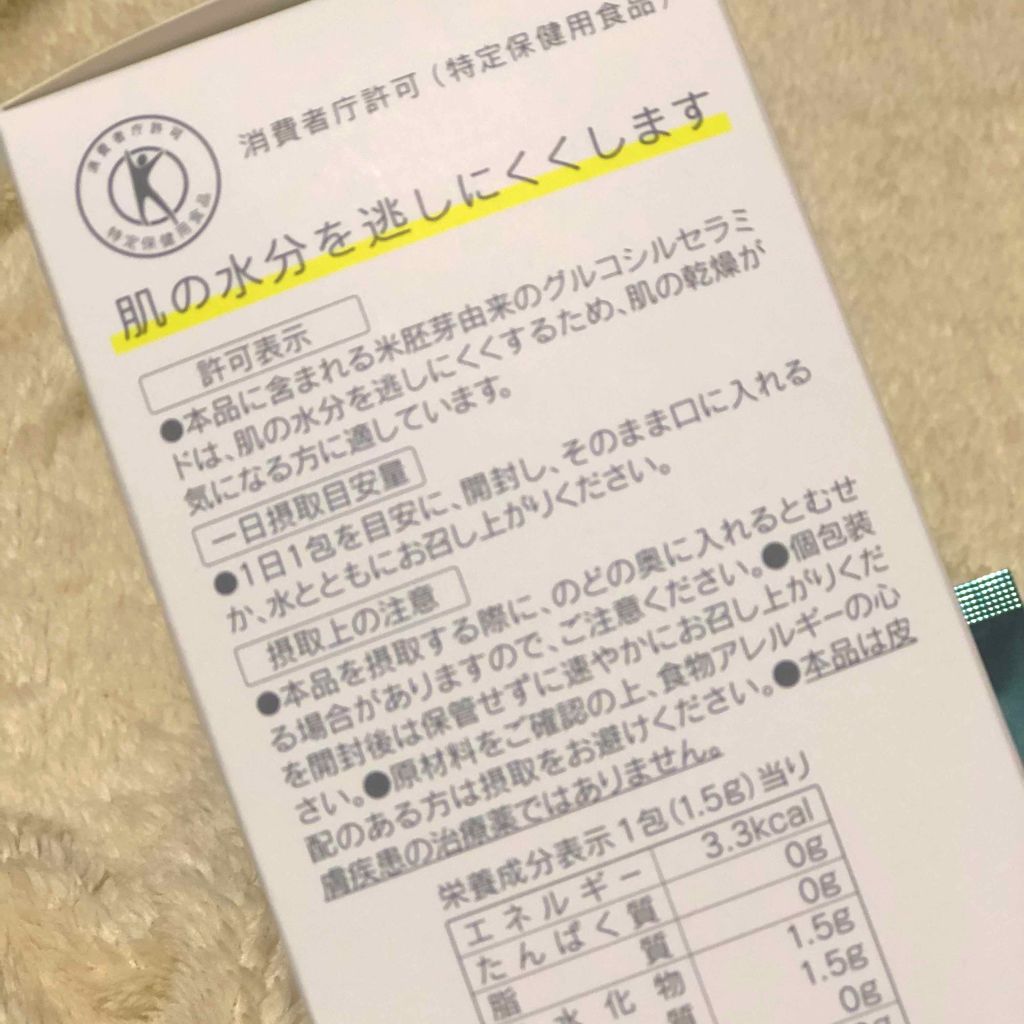 消費者庁許可（特定保健用食品）
消費者庁許可
特定保健用食品
肌の水分を逃しにくくします
許可表示
●本品に含まれる米胚芽由来のグルコシルセラミ
ドは、肌の水分を逃しにくくするため、肌の乾燥が
気になる方に適しています。
一日摂取目安量
●1日1包を目安に、開封し、そのまま口に入れる
か、水とともにお召し上がりください。
摂取上の注意
●本品を摂取する際に、のどの奥に入れるとむせ
る場合がありますので、ご注意ください。●個包装
を開封後は保管せずに速やかにお召し上がりくだ
さい。●原材料をご確認の上、食物アレルギーの心
配のある方は摂取をお避けください。●本品は皮
膚疾患の治療薬ではありません。
栄養成分表示 1包(1.5g)当り
エネルギー 3.3kcal
たんぱく質 0g
脂質 0g
水化物 1.5g
質 1.5g
0g